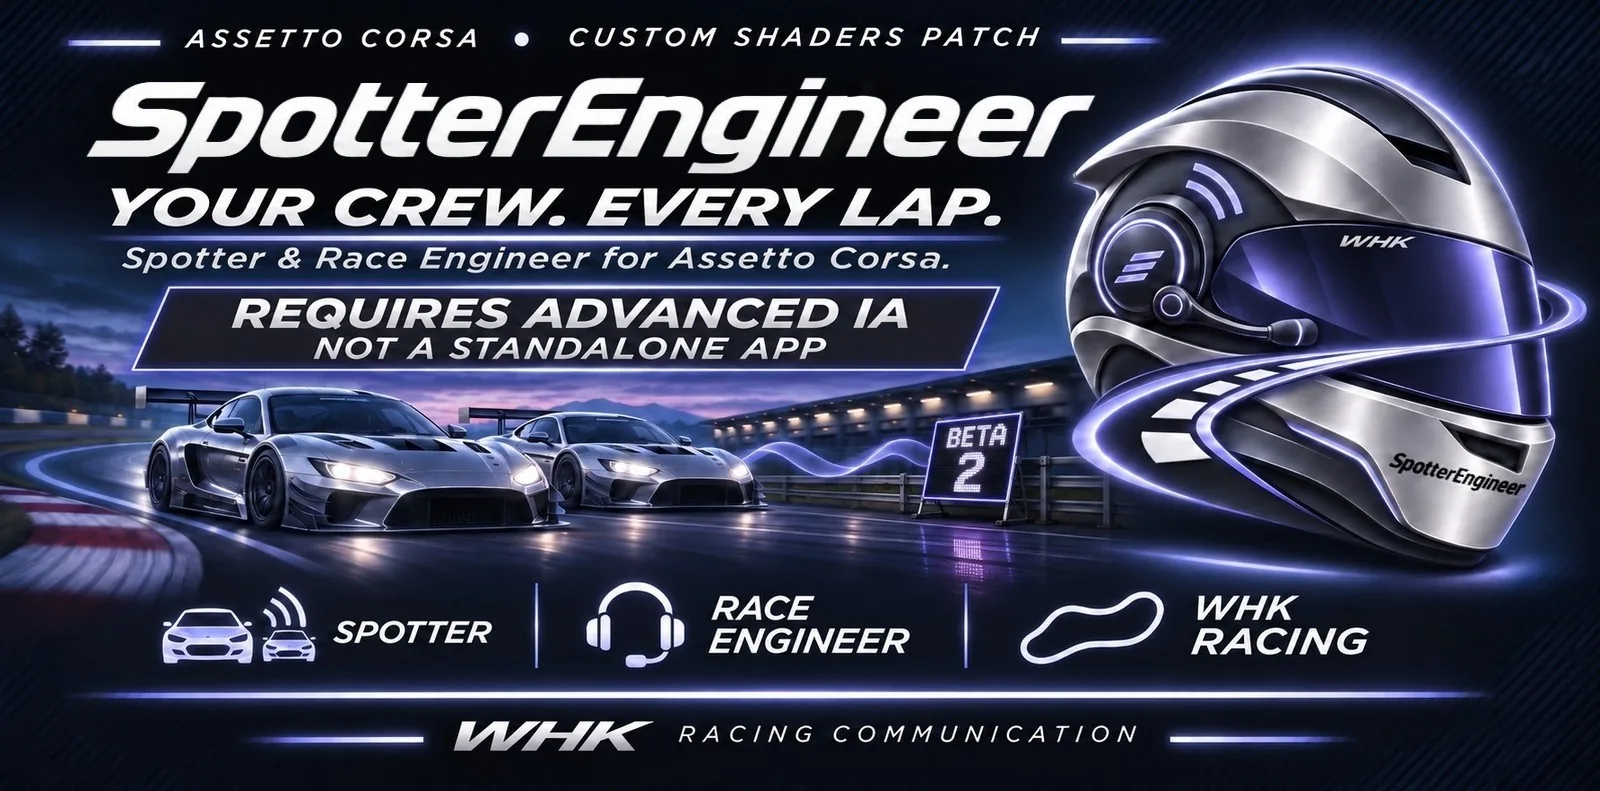 ASSETTO CORSA • CUSTOM SHADERS PATCH
SpotterEngineer
YOUR CREW. EVERY LAP.
Spotter & Race Engineer for Assetto Corsa.
REQUIRES ADVANCED IA
NOT A STANDALONE APP
WHK
BETA
2
SpotterEngineer
SPOTTER
RACE
ENGINEER
WHK
RACING
WHK RACING COMMUNICATION